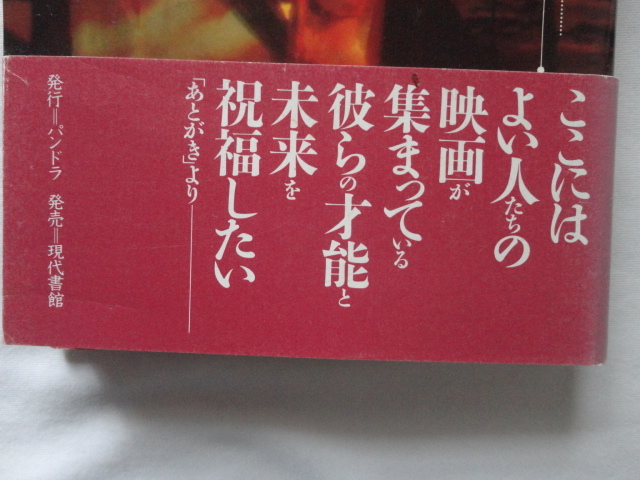 ここには
よい人たちの
映画が
集まっている
彼らの才能と
未来を
祝福したい
「あとがき」より
発行＝パンドラ 発売＝現代書館